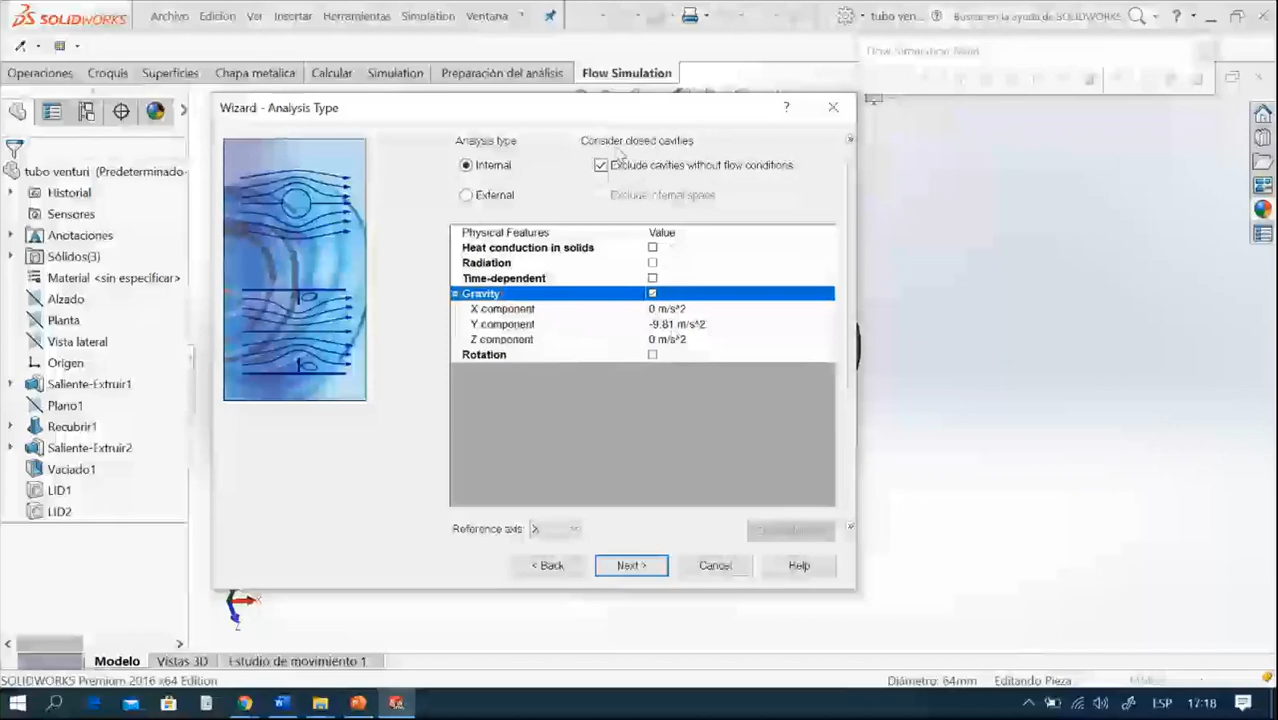 SOLIDWORKS
Archivo Edición Ver Insertar Herramientas Simulation Ventana ? tubo ven... Buscar en la ayuda de SOLIDWORKS ?
Flow Simulation
Operaciones Croquis Superficies Chapa metálica Calcular Simulation Preparación del análisis Flow Simulation
Wizard - Analysis Type ?
Analysis type Consider closed cavities
Internal Exclude cavities without flow conditions
External Exclude internal space
Physical Features Value
Heat conduction in solids
Radiation
Time-dependent
Gravity
X component 0 m/s^2
Y component -9.81 m/s^2
Z component 0 m/s^2
Rotation
Reference axis: X
< Back Next > Cancel Help
tubo venturi (Predeterminado
Historial
Sensores
Anotaciones
Sólidos(3)
Material <sin especificar>
Alzado
Planta
Vista lateral
Origen
Saliente-Extruir1
Plano1
Recubrir1
Saliente-Extruir2
Vaciado1
LID1
LID2
X
Z
Modelo Vistas 3D Estudio de movimiento 1
SOLIDWORKS Premium 2016 x64 Edition Diámetro: 64mm Editando Pieza
ESP 17:18